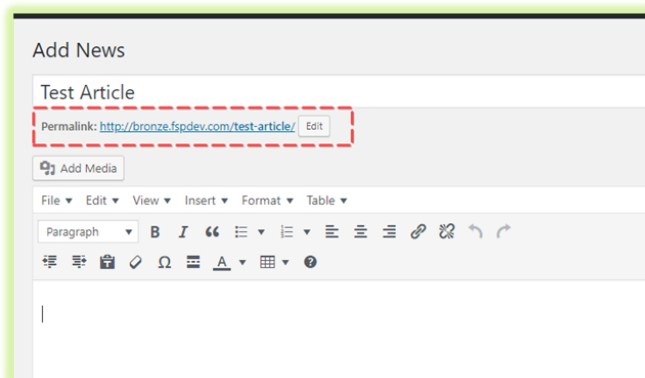 Add News
Test Article
Permalink: http://bronze.fspdev.com/test-article/ Edit
Add Media
File Edit View Insert Format Table
Paragraph B I
Ω A